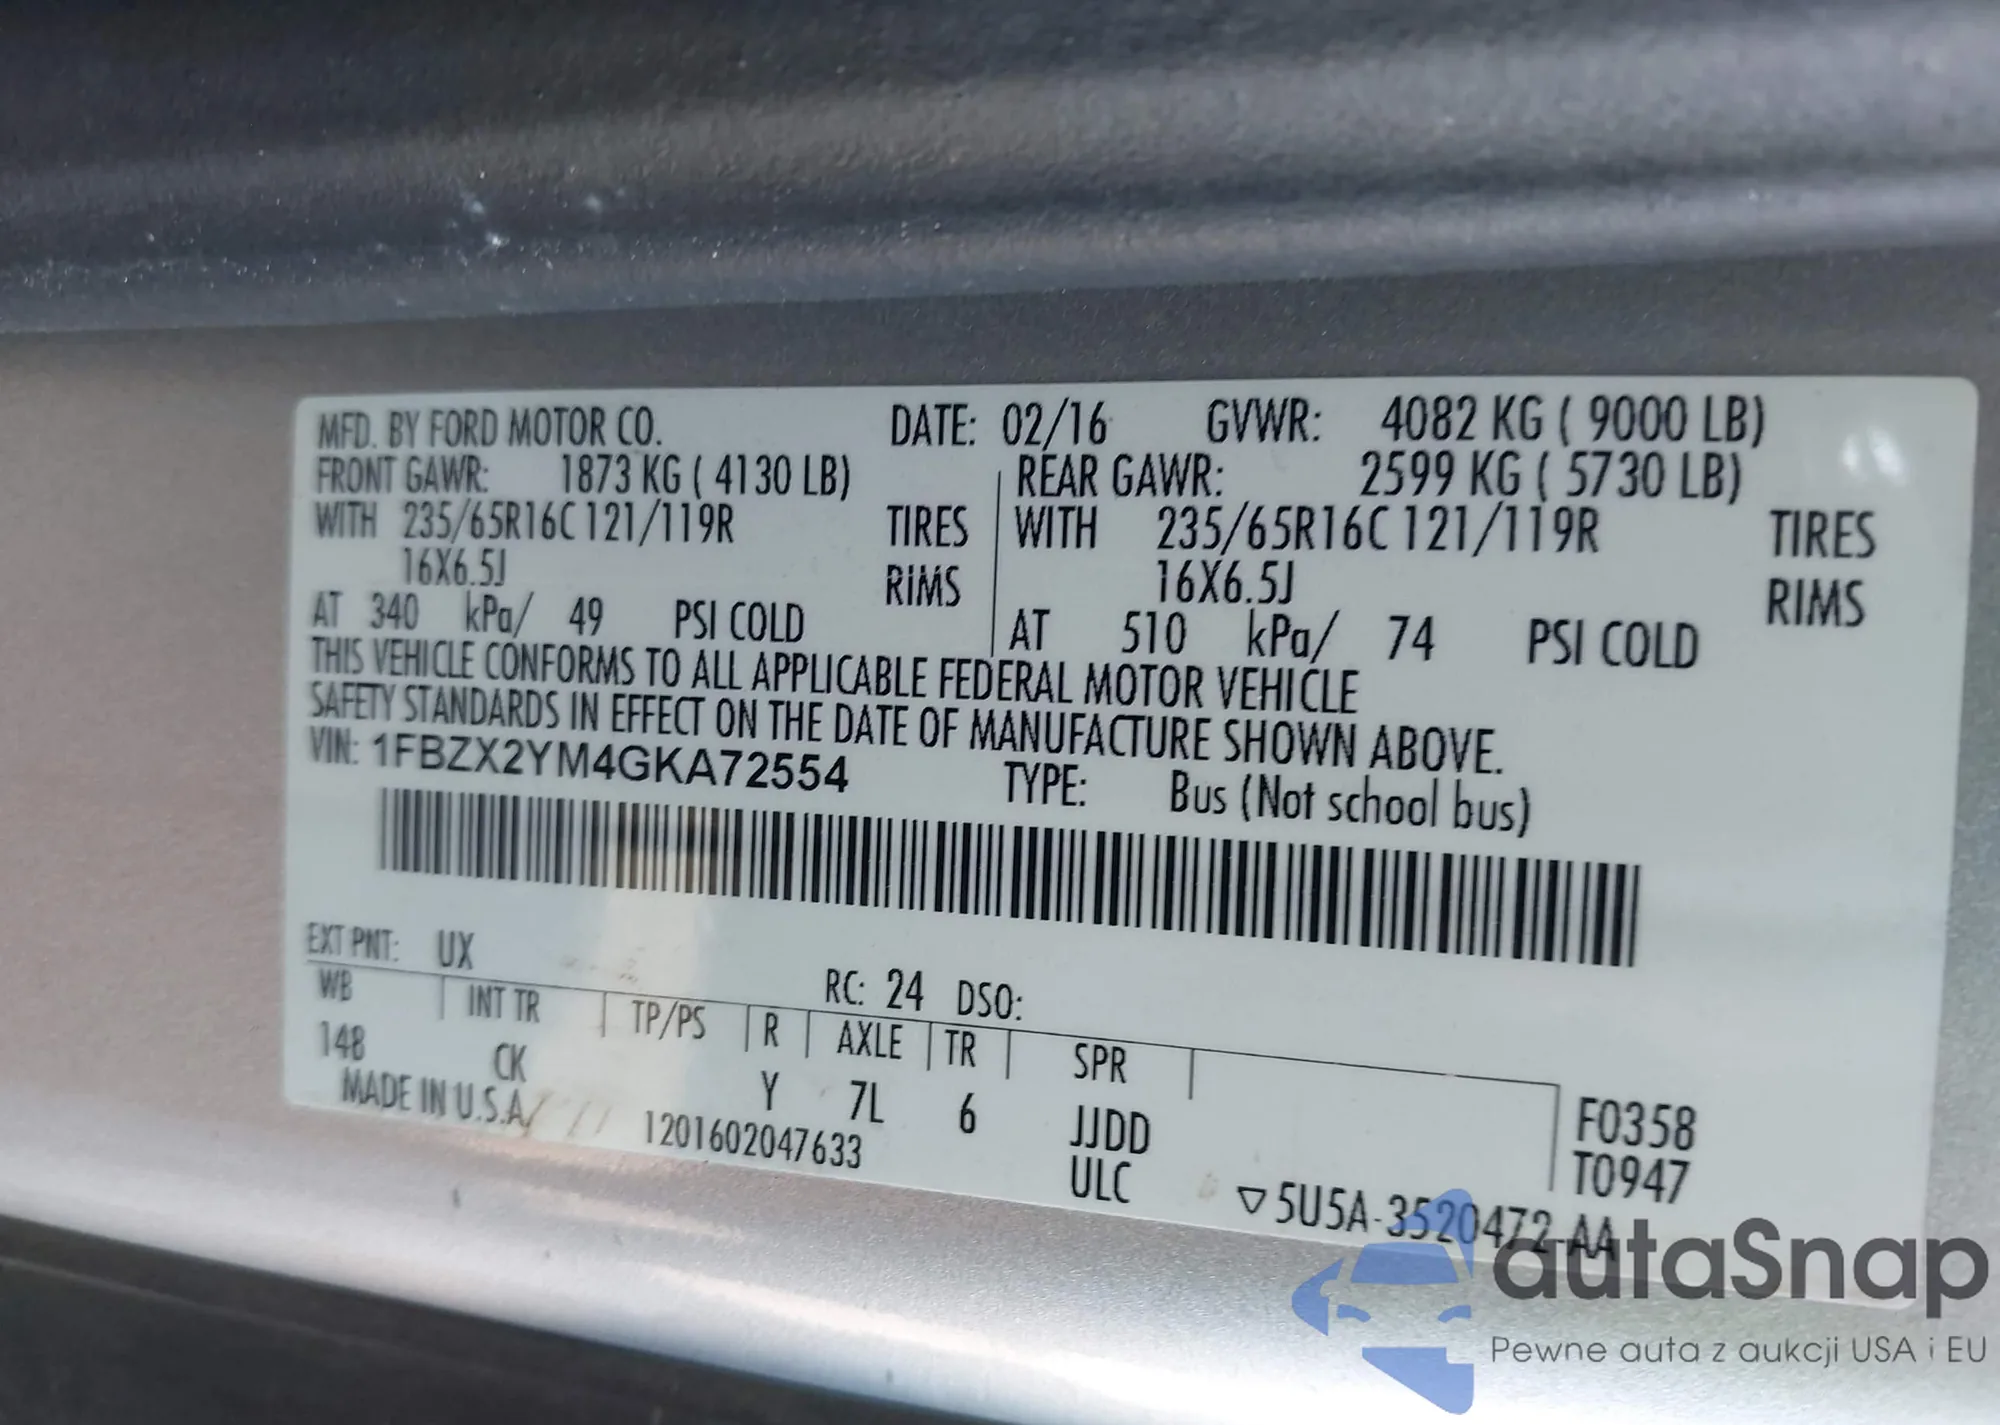 MFD. BY FORD MOTOR CO. DATE: 02/16 GVWR: 4082 KG ( 9000 LB)
FRONT GAWR: 1873 KG ( 4130 LB) REAR GAWR: 2599 KG ( 5730 LB)
WITH 235/65R16C 121/119R TIRES WITH 235/65R16C 121/119R TIRES
16X6.5J RIMS 16X6.5J RIMS
AT 340 kPa/ 49 PSI COLD AT 510 kPa/ 74 PSI COLD
THIS VEHICLE CONFORMS TO ALL APPLICABLE FEDERAL MOTOR VEHICLE
SAFETY STANDARDS IN EFFECT ON THE DATE OF MANUFACTURE SHOWN ABOVE.
VIN: 1FBZX2YM4GKA72554 TYPE: Bus (Not school bus)
EXT PNT: UX RC: 24 DSO:
WB INT TR TP/PS R AXLE TR SPR
148 CK Y 7L 6 JJDD F0358
MADE IN U.S.A 1201602047633 ULC T0947
▽5U5A-3520472-AA
autaSnap
Pewne auta z aukcji USA i EU